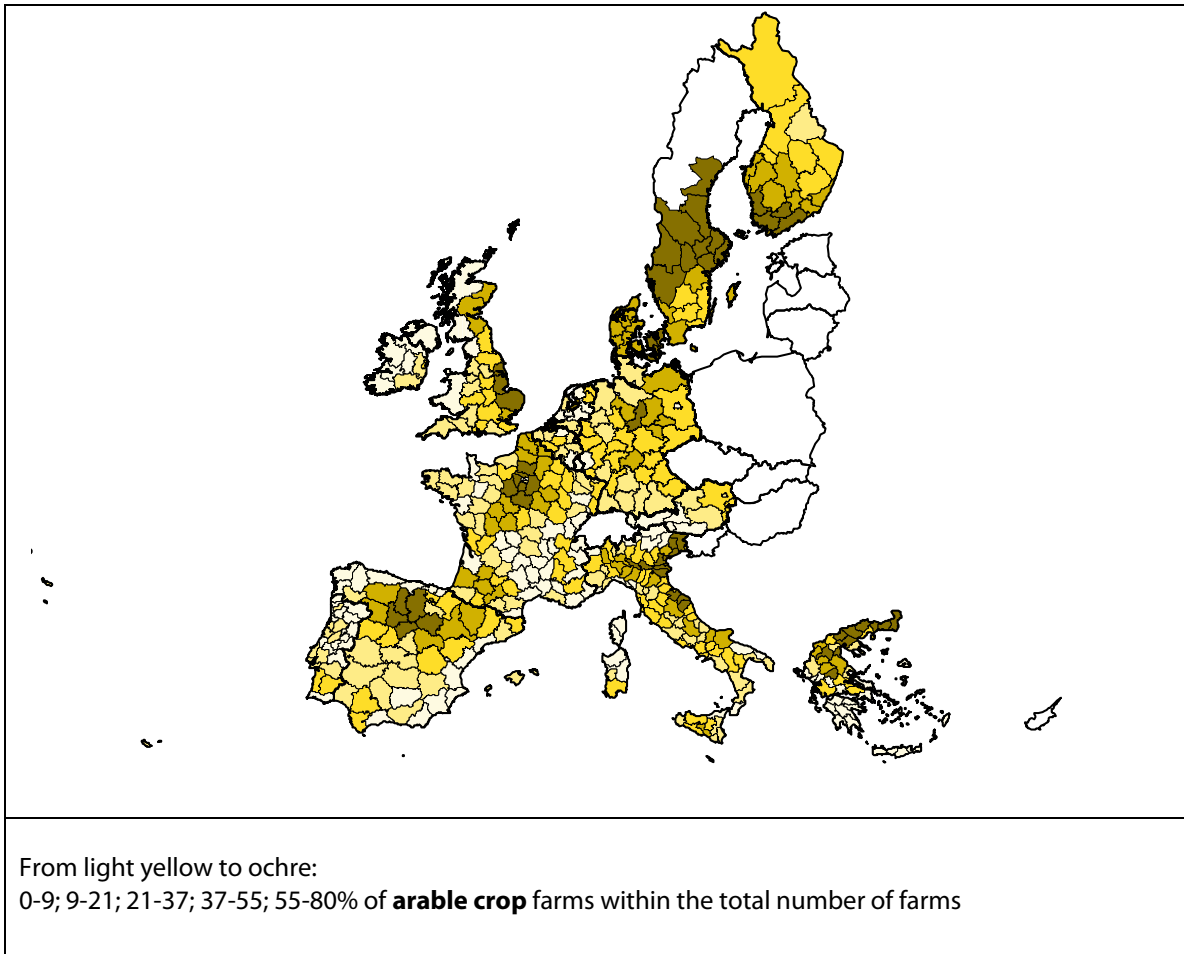 From light yellow to ochre:
0-9; 9-21; 21-37; 37-55; 55-80% of arable crop farms within the total number of farms